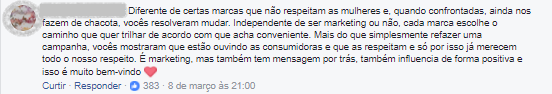 Diferente de certas marcas que não respeitam as mulheres e, quando confrontadas, ainda nos
fazem de chacota, vocês resolveram mudar. Independente de ser marketing ou não, cada marca escolhe o
caminho que quer trilhar de acordo com que acha conveniente. Mais do que simplesmente refazer uma
campanha, vocês mostraram que estão ouvindo as consumidoras e que as respeitam e só por isso já merecem
todo o nosso respeito. É marketing, mas também tem mensagem por trás, também influencia de forma positiva e
isso é muito bem-vindo ❤
Curtir · Responder · 383 · 8 de março às 21:00